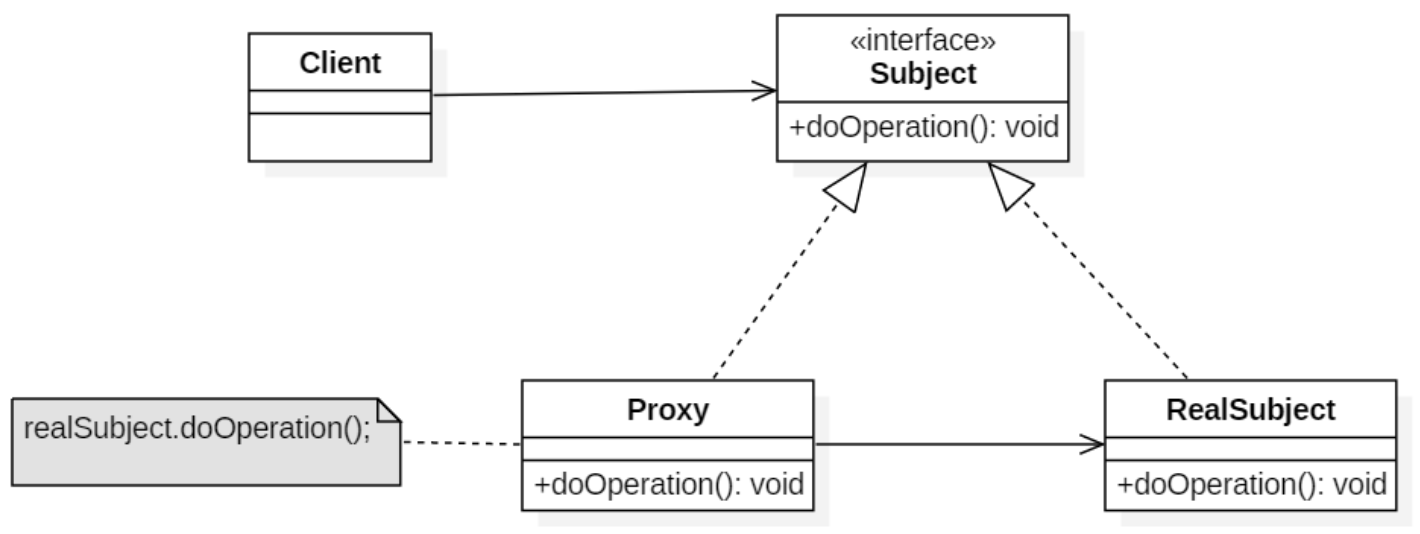 Client
«interface»
Subject
+doOperation(): void
realSubject.doOperation();
Proxy
+doOperation(): void
RealSubject
+doOperation(): void